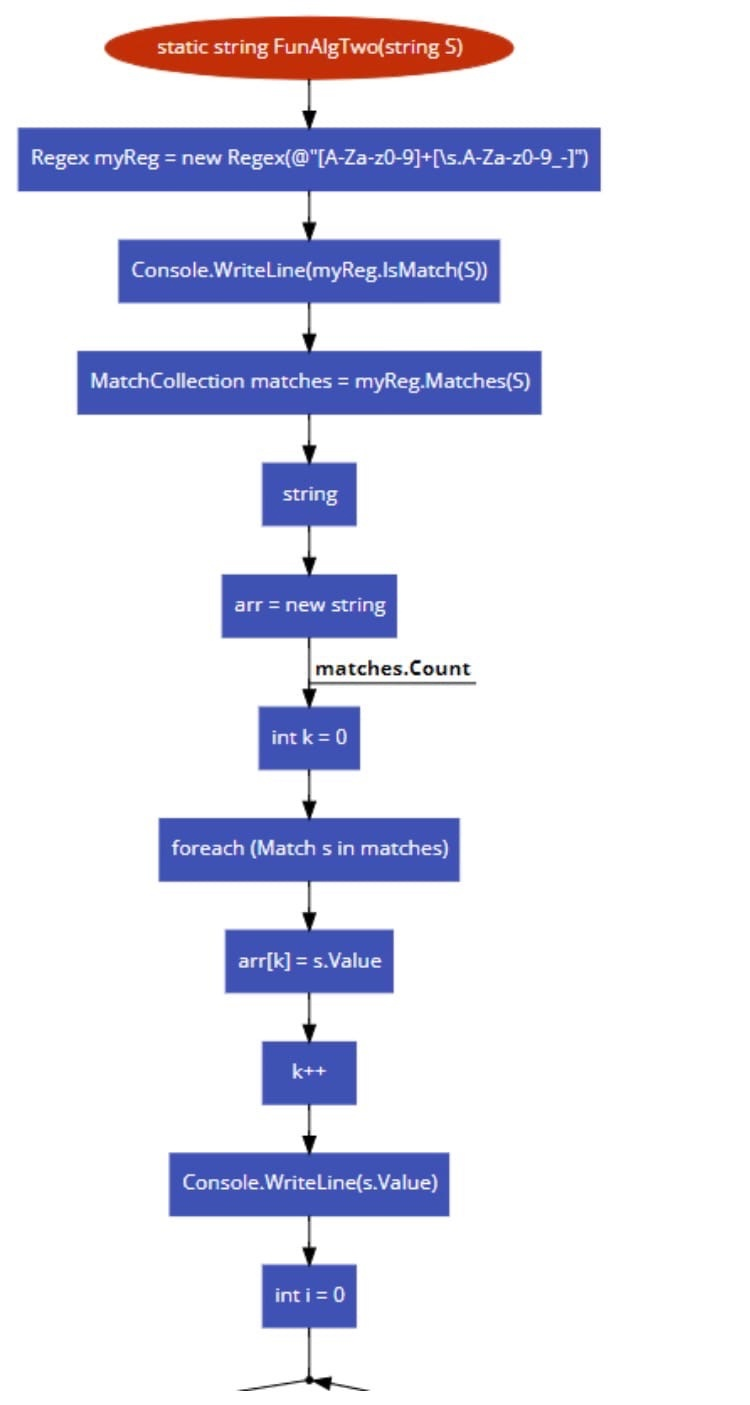 static string FunAlgTwo(string S)
Regex myReg = new Regex(@"[A-Za-z0-9]+[\s.A-Za-z0-9_-]")
Console.WriteLine(myReg.IsMatch(S))
MatchCollection matches = myReg.Matches(S)
string
arr = new string
matches.Count
int k = 0
foreach (Match s in matches)
arr[k] = s.Value
k++
Console.WriteLine(s.Value)
int i = 0